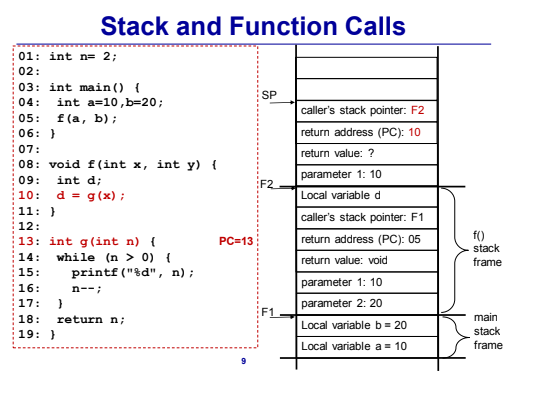 Stack and Function Calls
01: int n= 2;
02:
03: int main() {
04:  int a=10,b=20;
05:  f(a, b);
06: }
07:
08: void f(int x, int y) {
09:  int d;
10:  d = g(x);
11: }
12:
13: int g(int n) { PC=13
14:  while (n > 0) {
15:   printf("%d", n);
16:   n--;
17:  }
18:  return n;
19: }
SP
caller's stack pointer: F2
return address (PC): 10
return value: ?
parameter 1: 10
F2
Local variable d
caller's stack pointer: F1
return address (PC): 05
return value: void
parameter 1: 10
parameter 2: 20
f()
stack
frame
F1
Local variable b = 20
Local variable a = 10
main
stack
frame
9